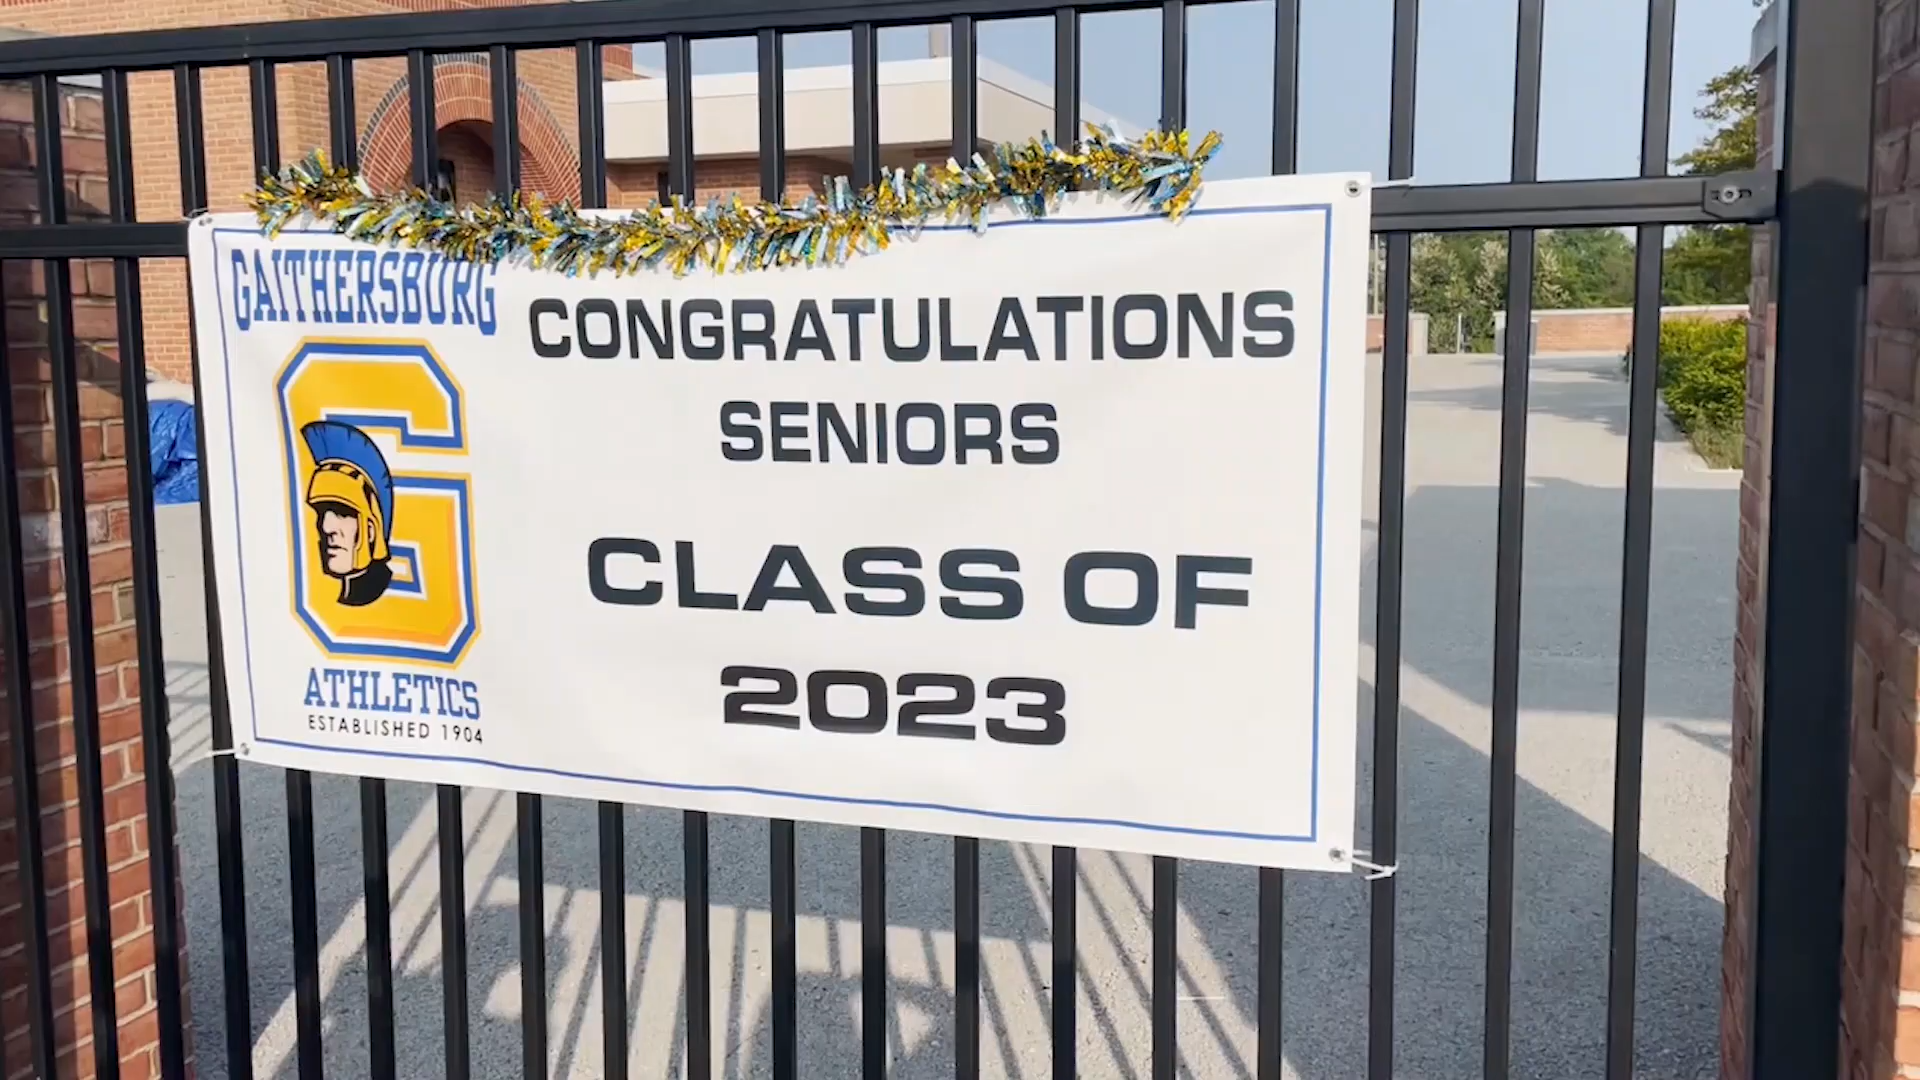 GAITHERSBURG
G
ATHLETICS
ESTABLISHED 1904
CONGRATULATIONS
SENIORS
CLASS OF
2023